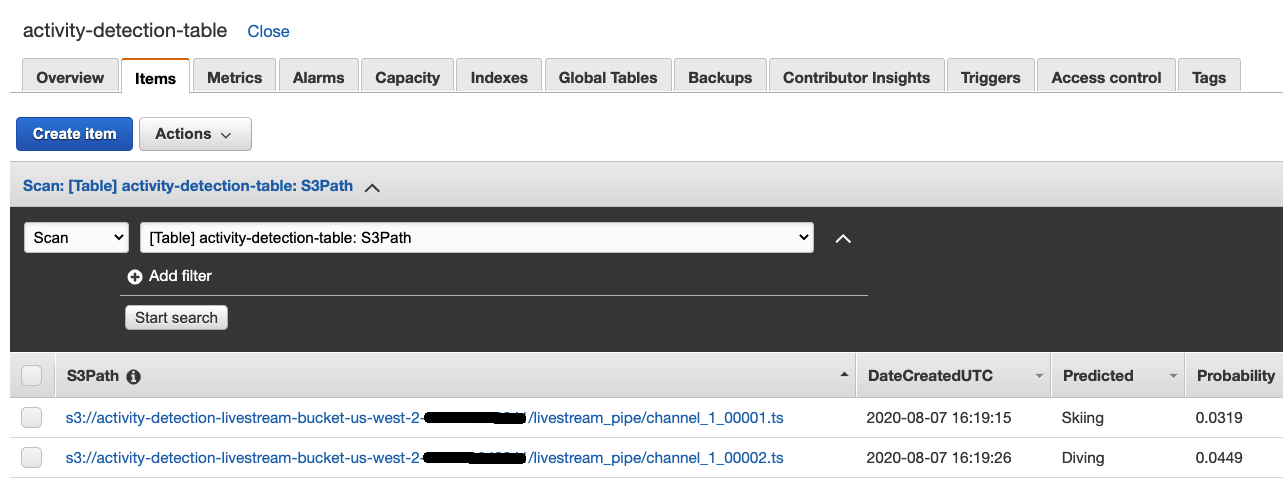 activity-detection-table Close
Overview Items Metrics Alarms Capacity Indexes Global Tables Backups Contributor Insights Triggers Access control Tags
Create item Actions
Scan: [Table] activity-detection-table: S3Path
Scan [Table] activity-detection-table: S3Path
Add filter
Start search
S3Path DateCreatedUTC Predicted Probability
s3://activity-detection-livestream-bucket-us-west-2- /livestream_pipe/channel_1_00001.ts 2020-08-07 16:19:15 Skiing 0.0319
s3://activity-detection-livestream-bucket-us-west-2- /livestream_pipe/channel_1_00002.ts 2020-08-07 16:19:26 Diving 0.0449